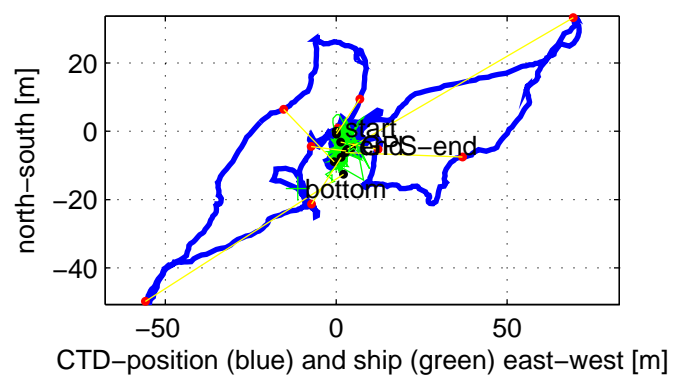 20
0
−20
−40
north−south [m]
start
end
S−end
bottom
−50
0
50
CTD−position (blue) and ship (green) east−west [m]